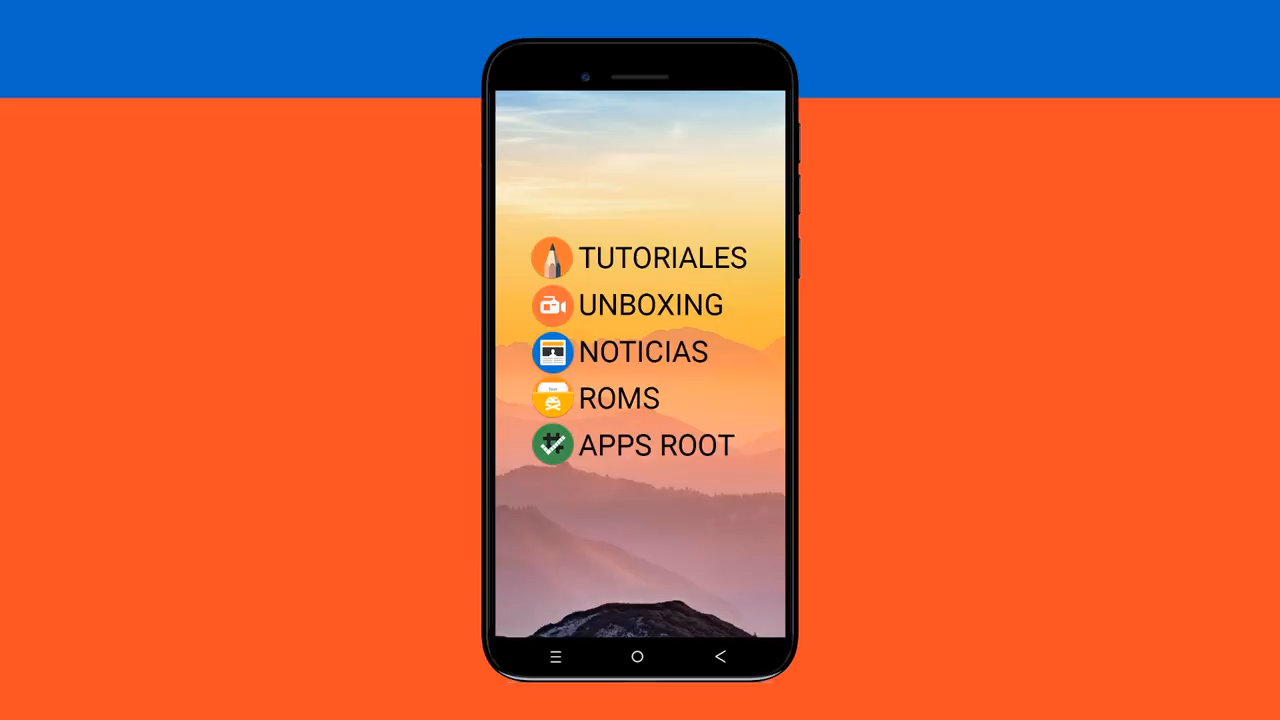 TUTORIALES
UNBOXING
NOTICIAS
ROMS
APPS ROOT